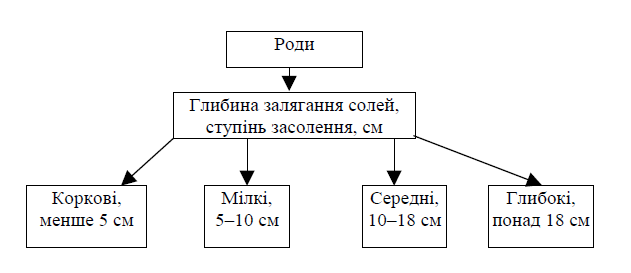 Роди
Глибина залягання солей,
ступінь засолення, см
Коркові,
менше 5 см
Мілкі,
5–10 см
Середні,
10–18 см
Глибокі,
понад 18 см